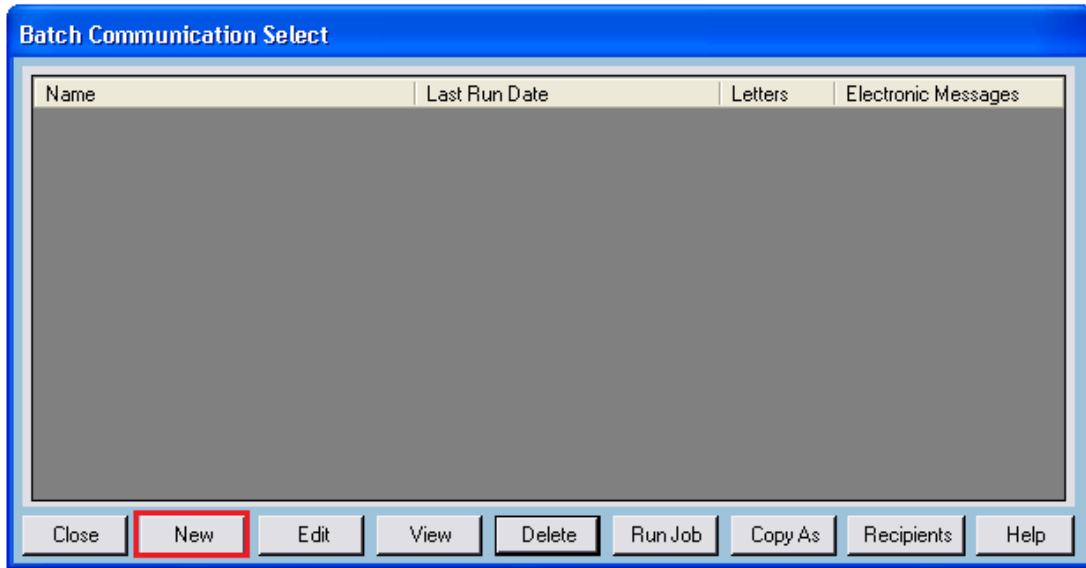 Batch Communication Select
Name Last Run Date Letters Electronic Messages
Close New Edit View Delete Run Job Copy As Recipients Help